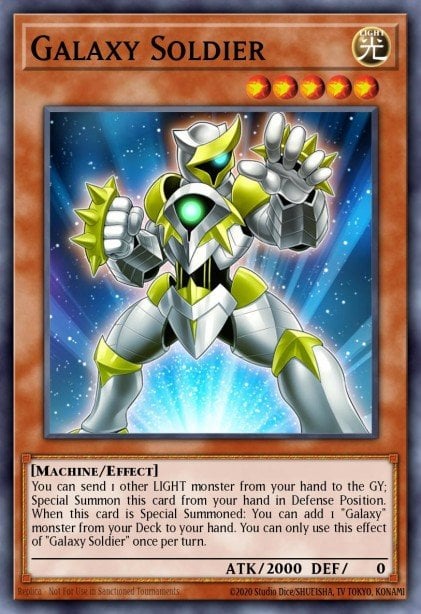 GALAXY SOLDIER
LIGHT
光
[MACHINE/EFFECT]
You can send 1 other LIGHT monster from your hand to the GY;
Special Summon this card from your hand in Defense Position.
When this card is Special Summoned: You can add 1 "Galaxy"
monster from your Deck to your hand. You can only use this effect
of "Galaxy Soldier" once per turn.
ATK/2000 DEF/ 0
Replica - Not For Use in Sanctioned Tournaments
©2020 Studio Dice/SHUEISHA, TV TOKYO, KONAMI